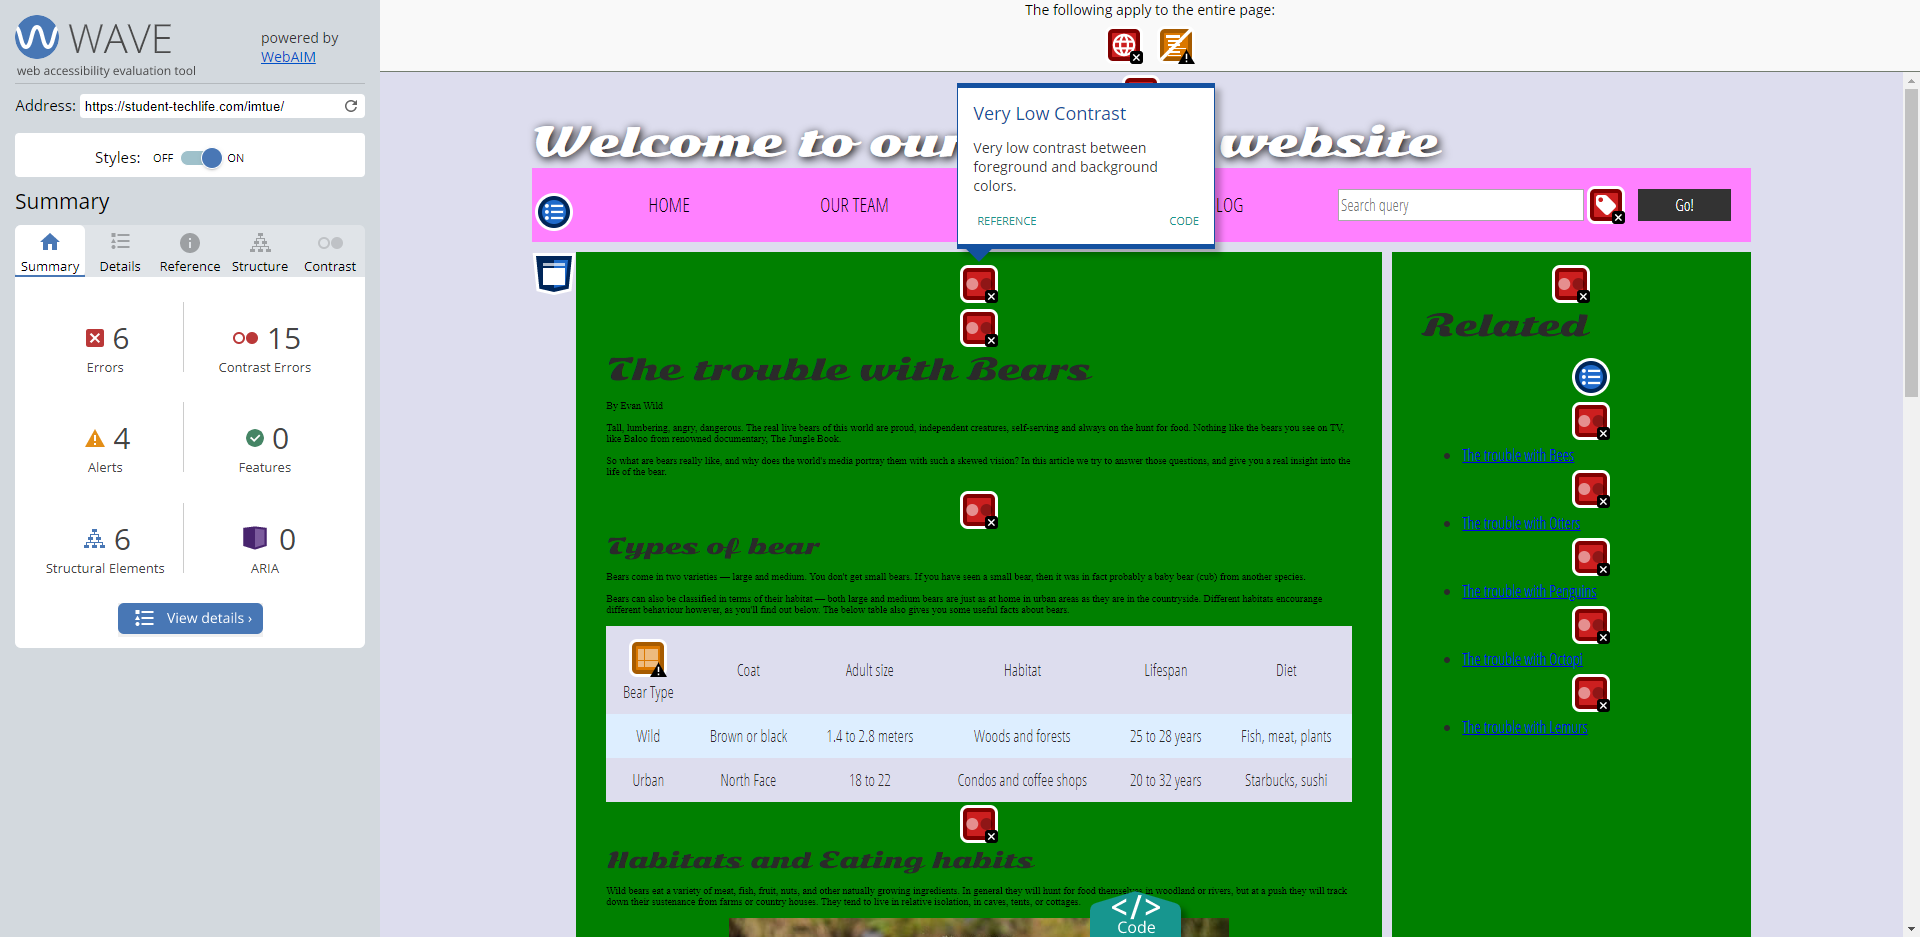 WAVE
web accessibility evaluation tool
powered by
WebAIM
Address: https://student-techlife.com/imtue/
Styles: OFF ON
Summary
Summary Details Reference Structure Contrast
6 Errors
15 Contrast Errors
4 Alerts
0 Features
6 Structural Elements
0 ARIA
View details ›
The following apply to the entire page:
Welcome to our website
Very Low Contrast
Very low contrast between
foreground and background
colors.
REFERENCE CODE
HOME OUR TEAM LOG Search query Go!
The trouble with Bears
By Evan Wild
Tall, lumbering, angry, dangerous. The real live bears of this world are proud, independent creatures, self-serving and always on the hunt for food. Nothing like the bears you see on TV,
like Baloo from renowned documentary, The Jungle Book.
So what are bears really like, and why does the world's media portray them with such a skewed vision? In this article we try to answer those questions, and give you a real insight into the
life of the bear.
Types of bear
Bears come in two varieties — large and medium. You don't get small bears. If you have seen a small bear, then it was in fact probably a baby bear (cub) from another species.
Bears can also be classified in terms of their habitat — both large and medium bears are just as at home in urban areas as they are in the countryside. Different habitats encourange
different behaviour however, as you'll find out below. The below table also gives you some useful facts about bears.
Bear Type Coat Adult size Habitat Lifespan Diet
Wild Brown or black 1.4 to 2.8 meters Woods and forests 25 to 28 years Fish, meat, plants
Urban North Face 18 to 22 Condos and coffee shops 20 to 32 years Starbucks, sushi
Habitats and Eating habits
Wild bears eat a variety of meat, fish, fruit, nuts, and other natually growing ingredients. In general they will hunt for food themselves in woodland or rivers, but at a push they will track
down their sustenance from farms or country houses. They tend to live in relative isolation, in caves, tents, or cottages.
Related
The trouble with Bees
The trouble with Otters
The trouble with Penguins
The trouble with Octopi
The trouble with Lemurs
</>
Code